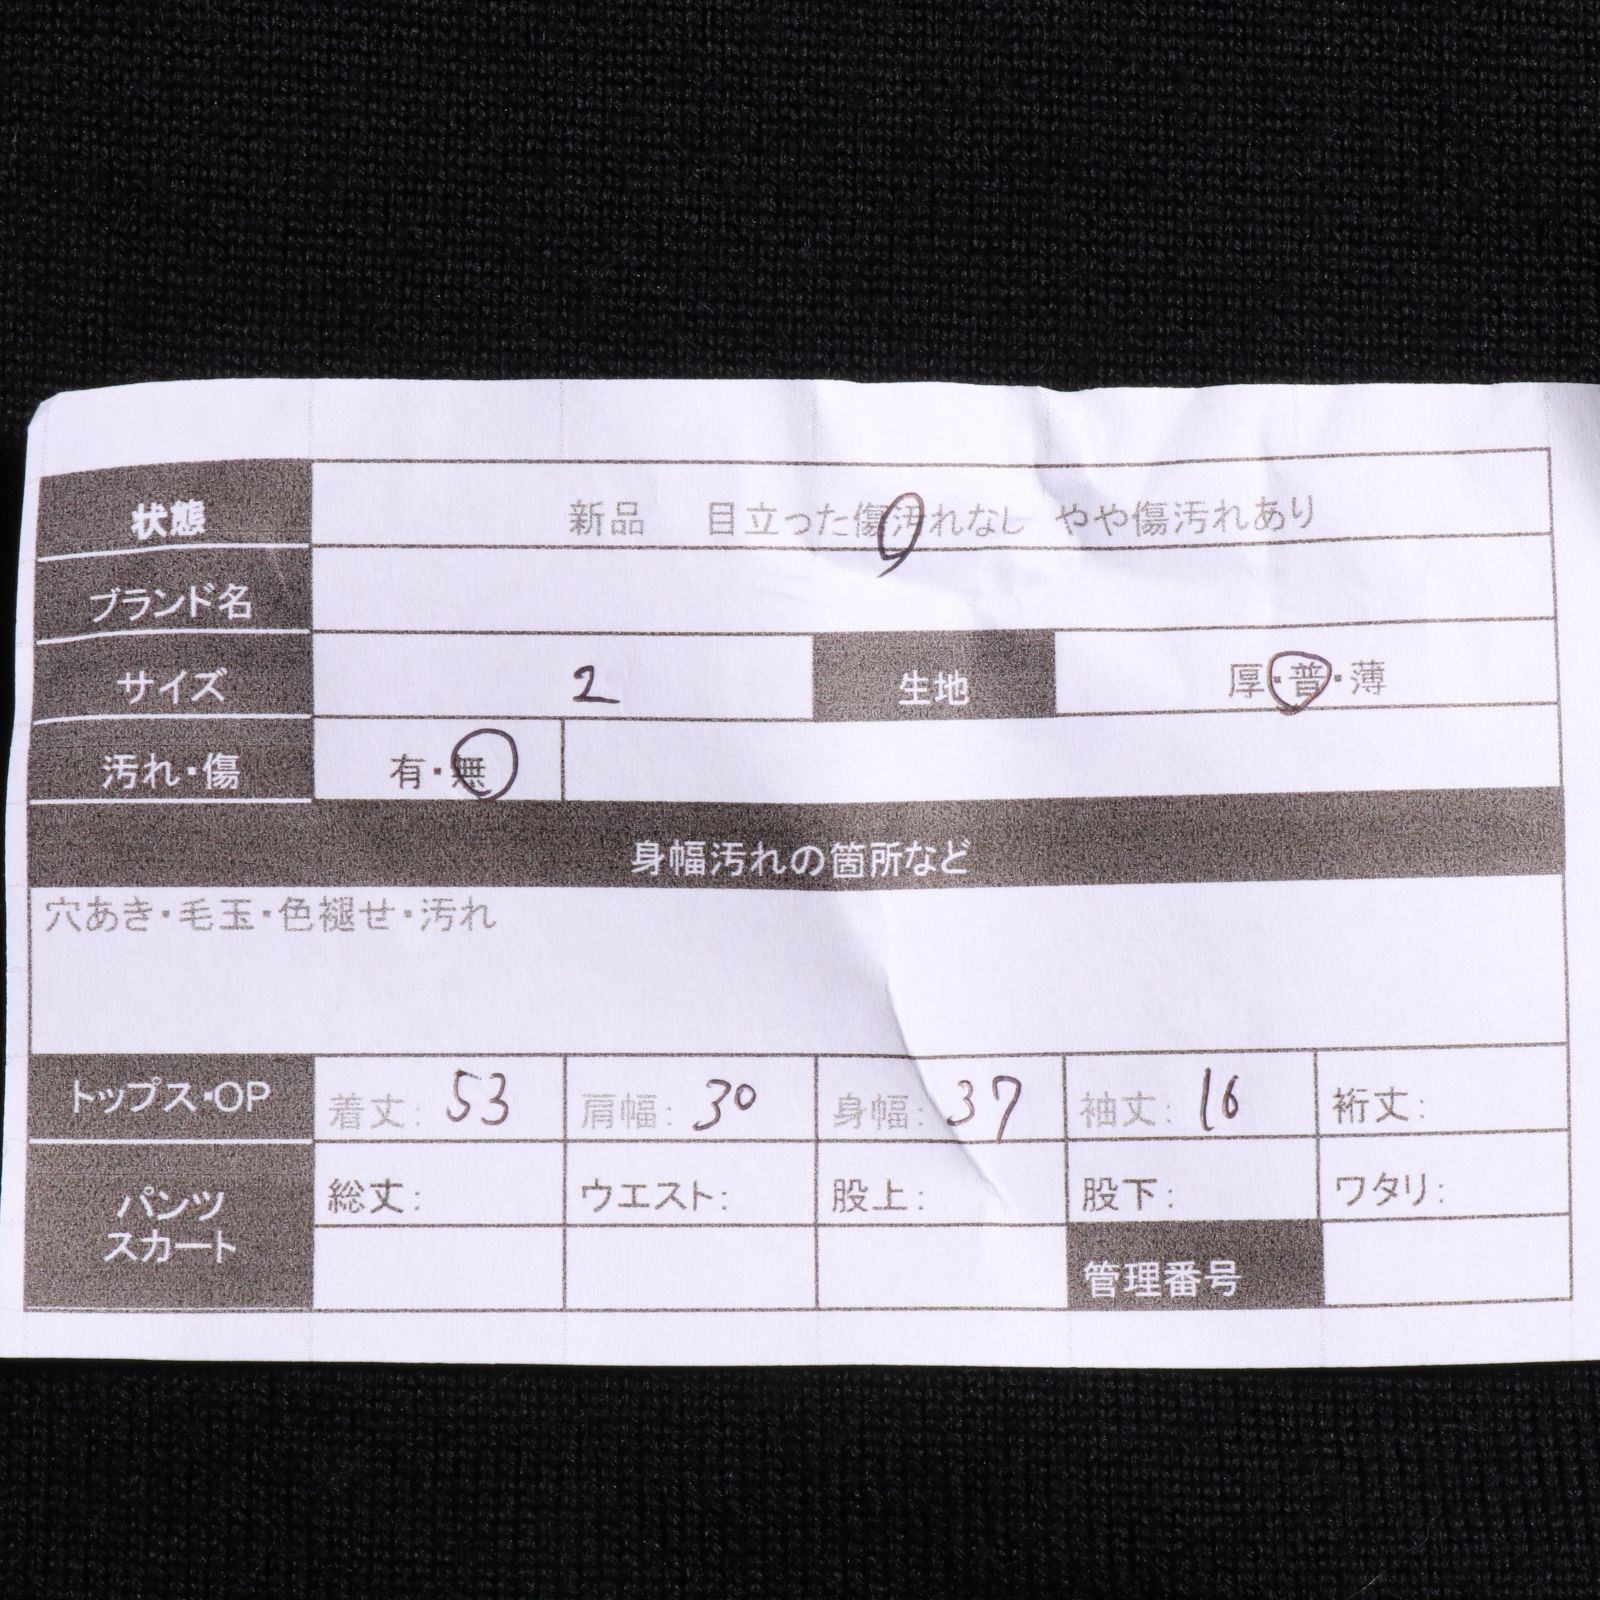 状態 新品 目立った傷汚れなし やや傷汚れあり
ブランド名
サイズ 2 生地 厚・普・薄
汚れ・傷 有・無
身幅汚れの箇所など
穴あき・毛玉・色褪せ・汚れ
トップス・OP 着丈: 53 肩幅: 30 身幅: 37 袖丈: 16 裄丈:
パンツ 総丈: ウエスト: 股上: 股下: ワタリ:
スカート 管理番号